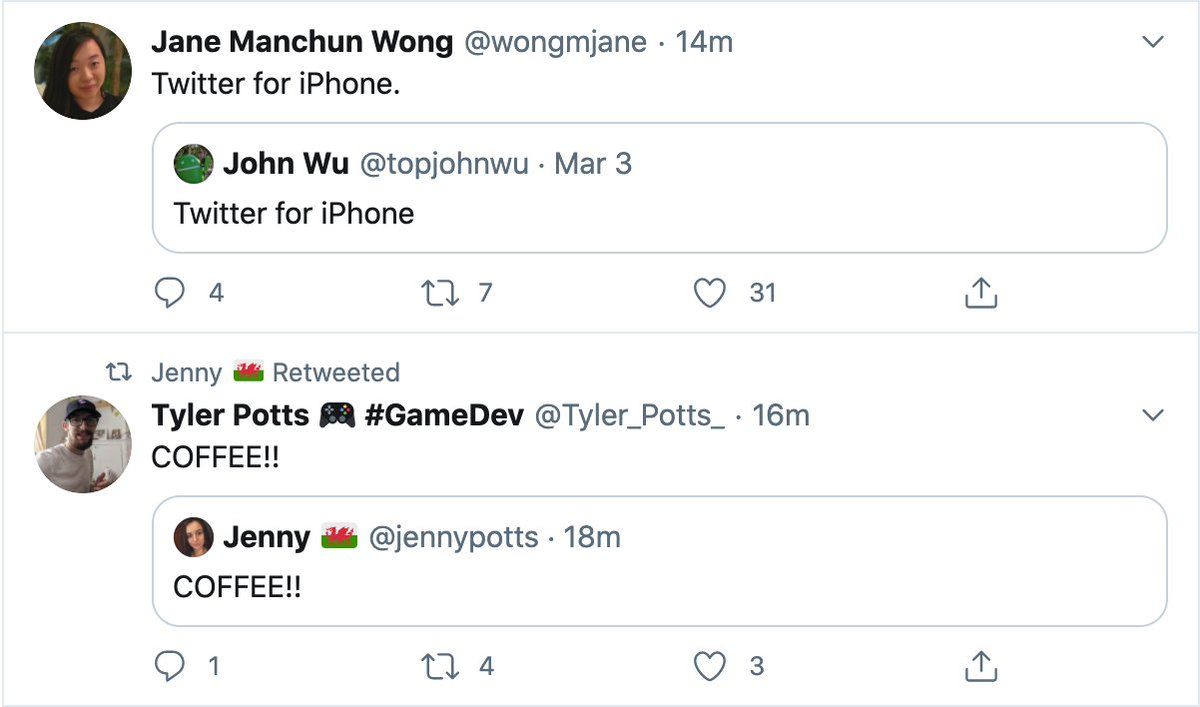 Jane Manchun Wong @wongmjane · 14m
Twitter for iPhone.
John Wu @topjohnwu · Mar 3
Twitter for iPhone
4 7 31
Jenny 🏴󠁧󠁢󠁷󠁬󠁳󠁿 Retweeted
Tyler Potts 🎮 #GameDev @Tyler_Potts_ · 16m
COFFEE!!
Jenny 🏴󠁧󠁢󠁷󠁬󠁳󠁿 @jennypotts · 18m
COFFEE!!
1 4 3